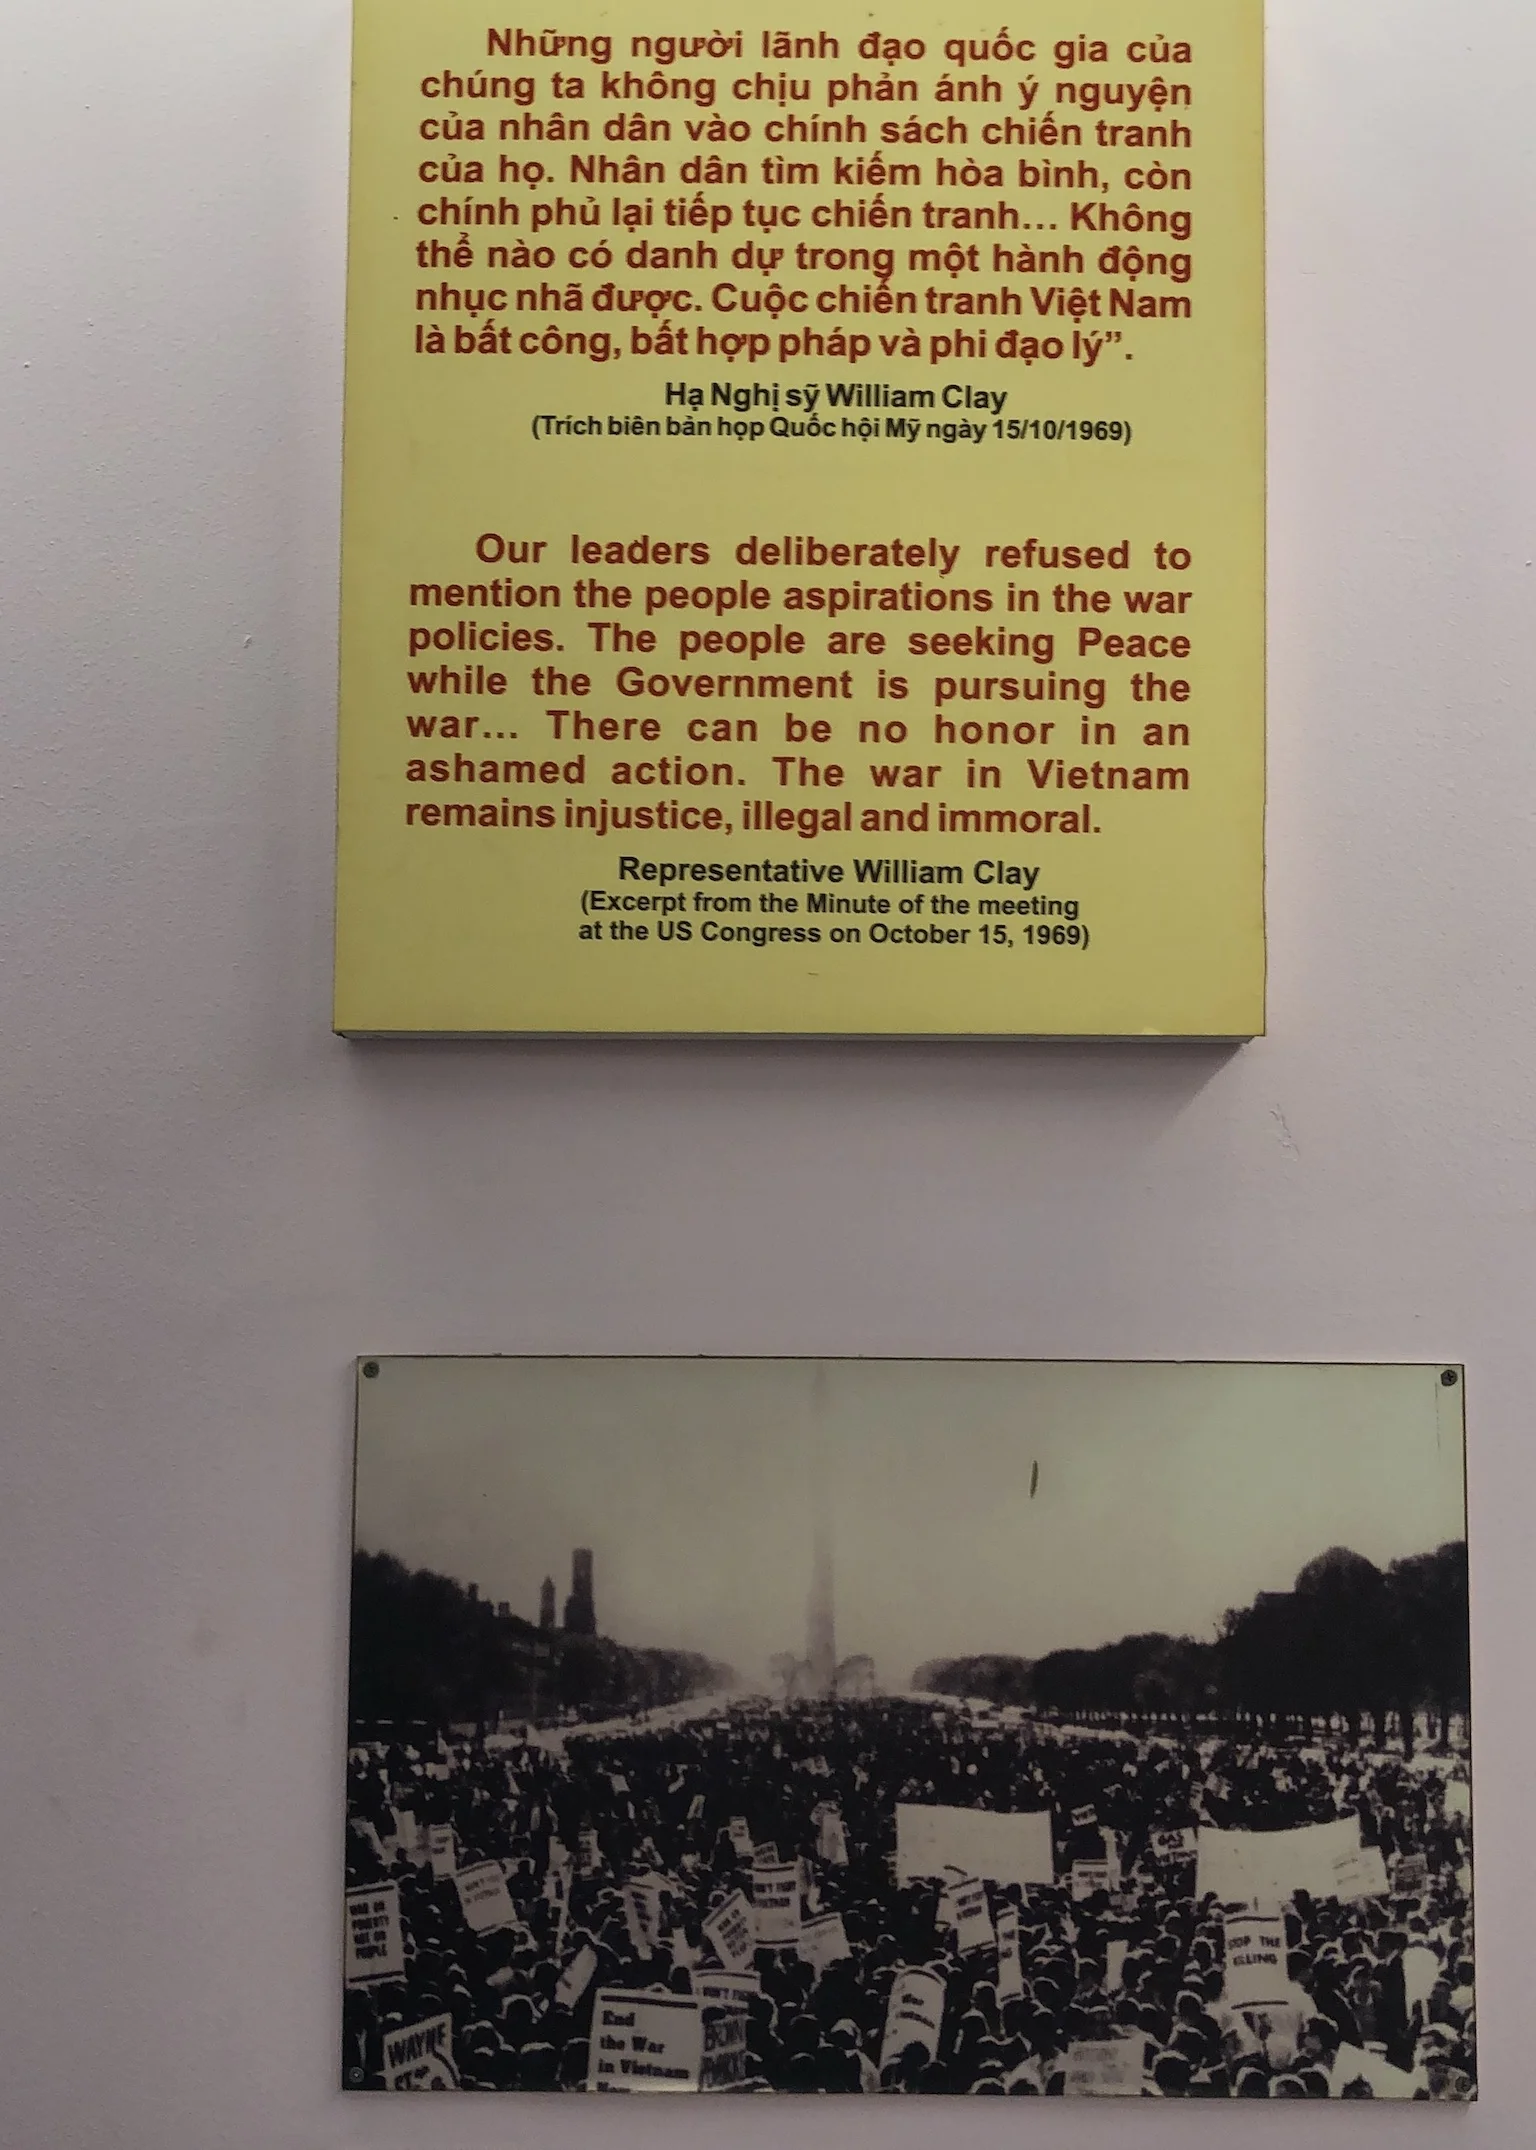 Những người lãnh đạo quốc gia của
chúng ta không chịu phản ánh ý nguyện
của nhân dân vào chính sách chiến tranh
của họ. Nhân dân tìm kiếm hòa bình, còn
chính phủ lại tiếp tục chiến tranh... Không
thể nào có danh dự trong một hành động
nhục nhã được. Cuộc chiến tranh Việt Nam
là bất công, bất hợp pháp và phi đạo lý”.
Hạ Nghị sỹ William Clay
(Trích biên bản họp Quốc hội Mỹ ngày 15/10/1969)
Our leaders deliberately refused to
mention the people aspirations in the war
policies. The people are seeking Peace
while the Government is pursuing the
war... There can be no honor in an
ashamed action. The war in Vietnam
remains injustice, illegal and immoral.
Representative William Clay
(Excerpt from the Minute of the meeting
at the US Congress on October 15, 1969)
WAR ON
POVERTY
NOT ON
PEOPLE
STOP THE
KILLING
End
the War
in Vietnam
WAYNE